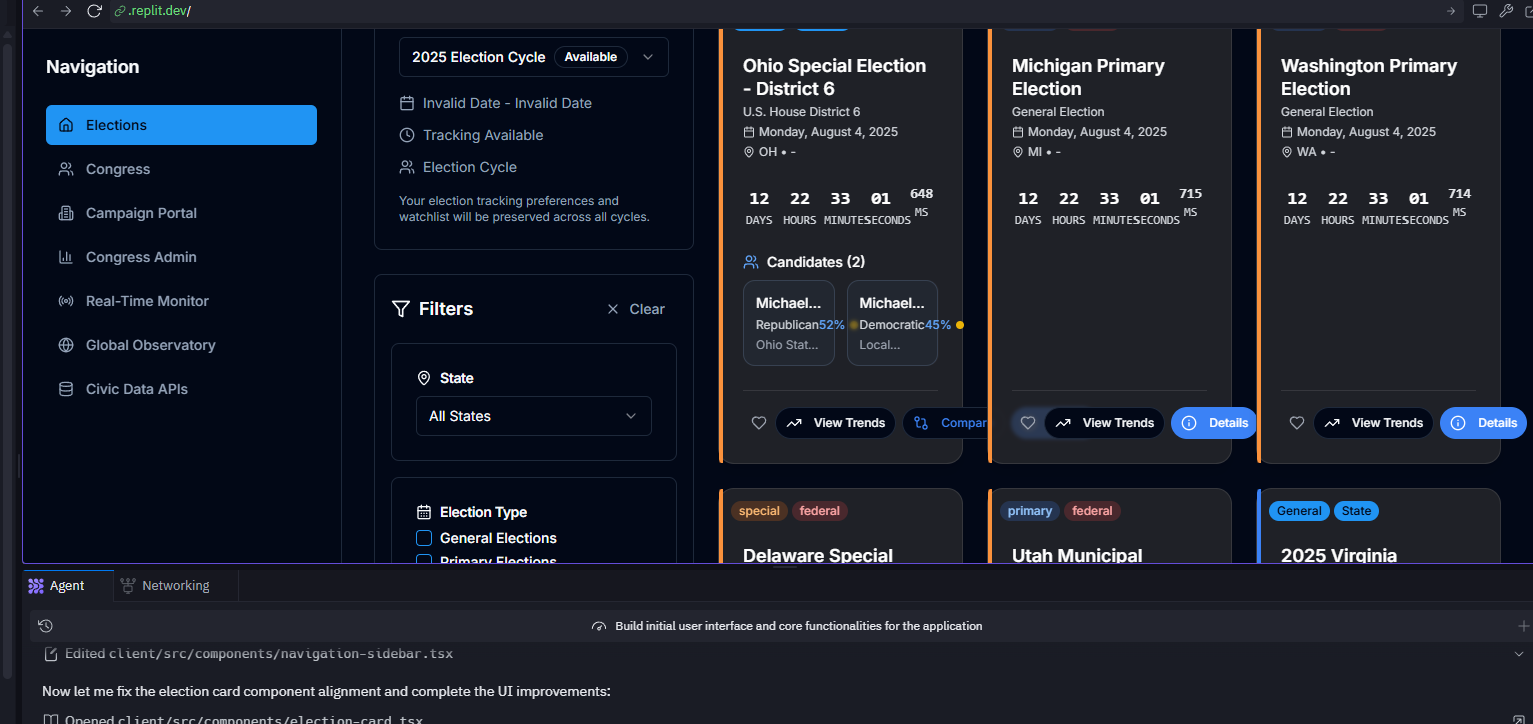 .replit.dev/
Navigation
Elections
Congress
Campaign Portal
Congress Admin
Real-Time Monitor
Global Observatory
Civic Data APIs
2025 Election Cycle Available
Invalid Date - Invalid Date
Tracking Available
Election Cycle
Your election tracking preferences and
watchlist will be preserved across all cycles.
Filters
Clear
State
All States
Election Type
General Elections
Primary Elections
Ohio Special Election
- District 6
U.S. House District 6
Monday, August 4, 2025
OH • -
12 22 33 01 648
DAYS HOURS MINUTES SECONDS MS
Candidates (2)
Michael...
Republican 52%
Ohio Stat...
Michael...
Democratic 45%
Local...
View Trends
Compar
Michigan Primary
Election
General Election
Monday, August 4, 2025
MI • -
12 22 33 01 715
DAYS HOURS MINUTES SECONDS MS
View Trends
Details
Washington Primary
Election
General Election
Monday, August 4, 2025
WA • -
12 22 33 01 714
DAYS HOURS MINUTES SECONDS MS
View Trends
Details
special federal
Delaware Special
primary federal
Utah Municipal
General State
2025 Virginia
Agent
Networking
Build initial user interface and core functionalities for the application
Edited client/src/components/navigation-sidebar.tsx
Now let me fix the election card component alignment and complete the UI improvements:
Opened client/src/components/election-card.tsx